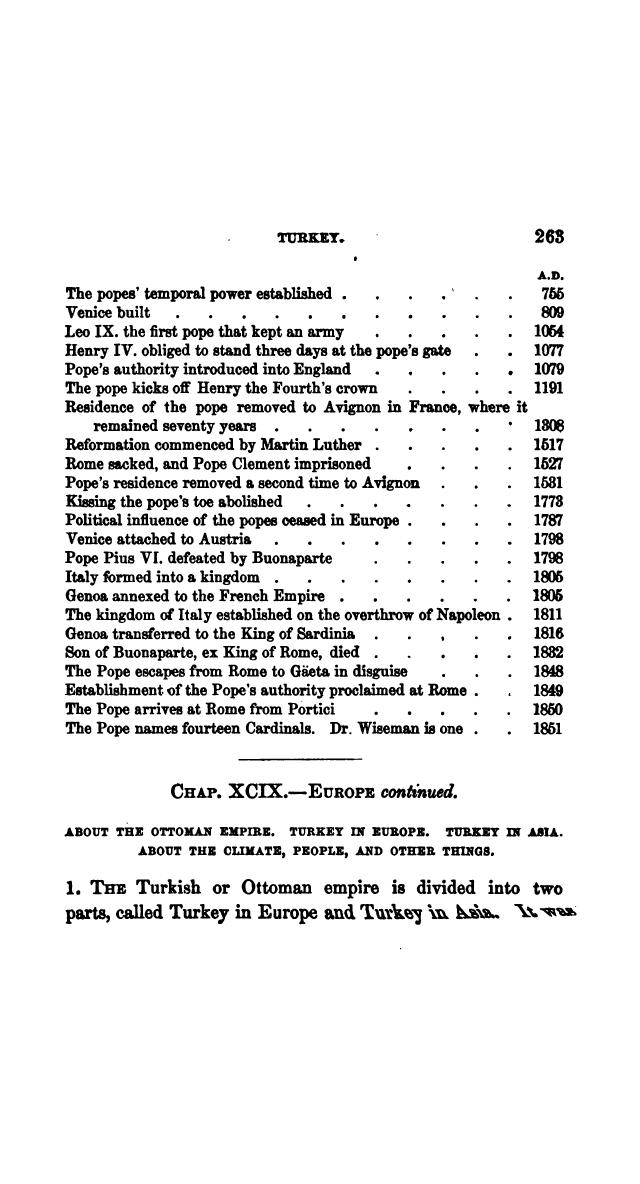 TURKEY. 263
A.D.
The popes' temporal power established . . . . . . 755
Venice built . . . . . . . . . . . 809
Leo IX. the first pope that kept an army . . . . . 1054
Henry IV. obliged to stand three days at the pope's gate . . 1077
Pope's authority introduced into England . . . . . 1079
The pope kicks off Henry the Fourth's crown . . . . 1191
Residence of the pope removed to Avignon in France, where it
remained seventy years . . . . . . . . 1308
Reformation commenced by Martin Luther . . . . . 1517
Rome sacked, and Pope Clement imprisoned . . . . 1527
Pope's residence removed a second time to Avignon . . . 1531
Kissing the pope's toe abolished . . . . . . . 1773
Political influence of the popes ceased in Europe . . . . 1787
Venice attached to Austria . . . . . . . . 1798
Pope Pius VI. defeated by Buonaparte . . . . . 1798
Italy formed into a kingdom . . . . . . . . 1805
Genoa annexed to the French Empire . . . . . . 1805
The kingdom of Italy established on the overthrow of Napoleon . 1811
Genoa transferred to the King of Sardinia . . . . . 1816
Son of Buonaparte, ex King of Rome, died . . . . . 1832
The Pope escapes from Rome to Gäeta in disguise . . . 1848
Establishment of the Pope's authority proclaimed at Rome . . 1849
The Pope arrives at Rome from Portici . . . . . 1850
The Pope names fourteen Cardinals. Dr. Wiseman is one . . 1851
CHAP. XCIX.—EUROPE continued.
ABOUT THE OTTOMAN EMPIRE. TURKEY IN EUROPE. TURKEY IN ASIA.
ABOUT THE CLIMATE, PEOPLE, AND OTHER THINGS.
1. THE Turkish or Ottoman empire is divided into two
parts, called Turkey in Europe and Turkey in Asia. It was